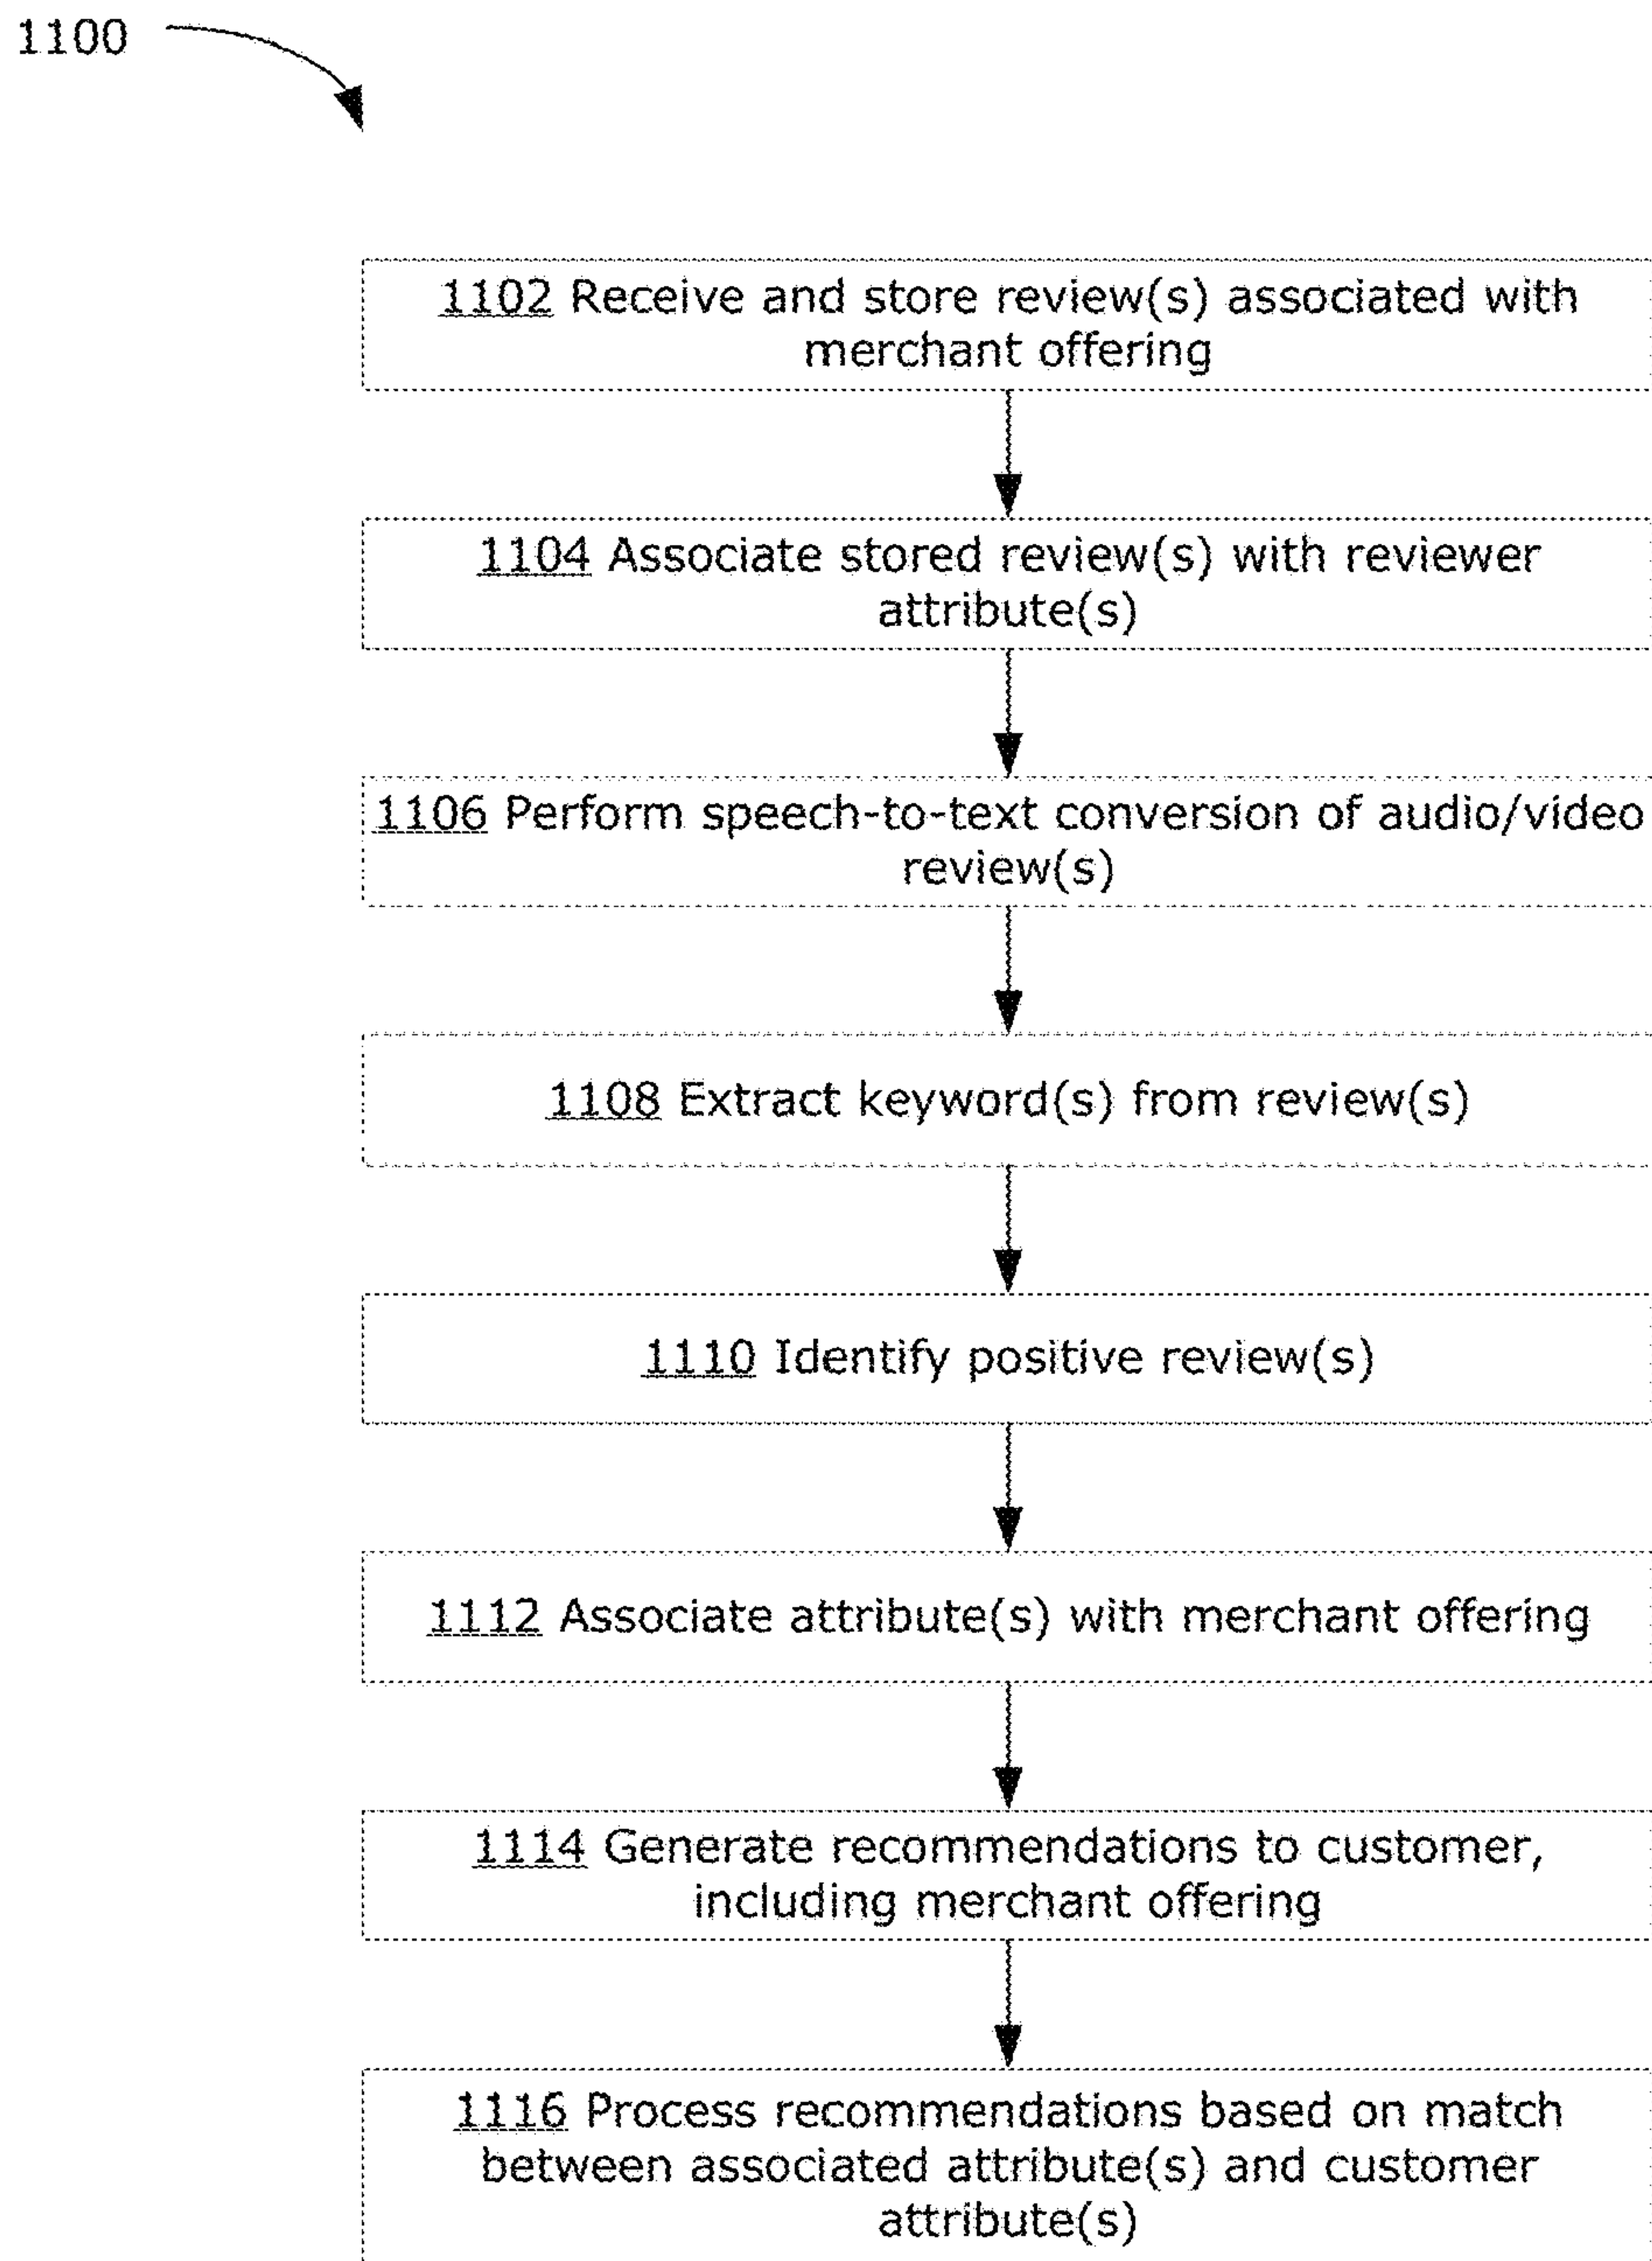 1100
1102 Receive and store review(s) associated with
merchant offering
1104 Associate stored review(s) with reviewer
attribute(s)
1106 Perform speech-to-text conversion of audio/video
review(s)
1108 Extract keyword(s) from review(s)
1110 Identify positive review(s)
1112 Associate attribute(s) with merchant offering
1114 Generate recommendations to customer,
including merchant offering
1116 Process recommendations based on match
between associated attribute(s) and customer
attribute(s)